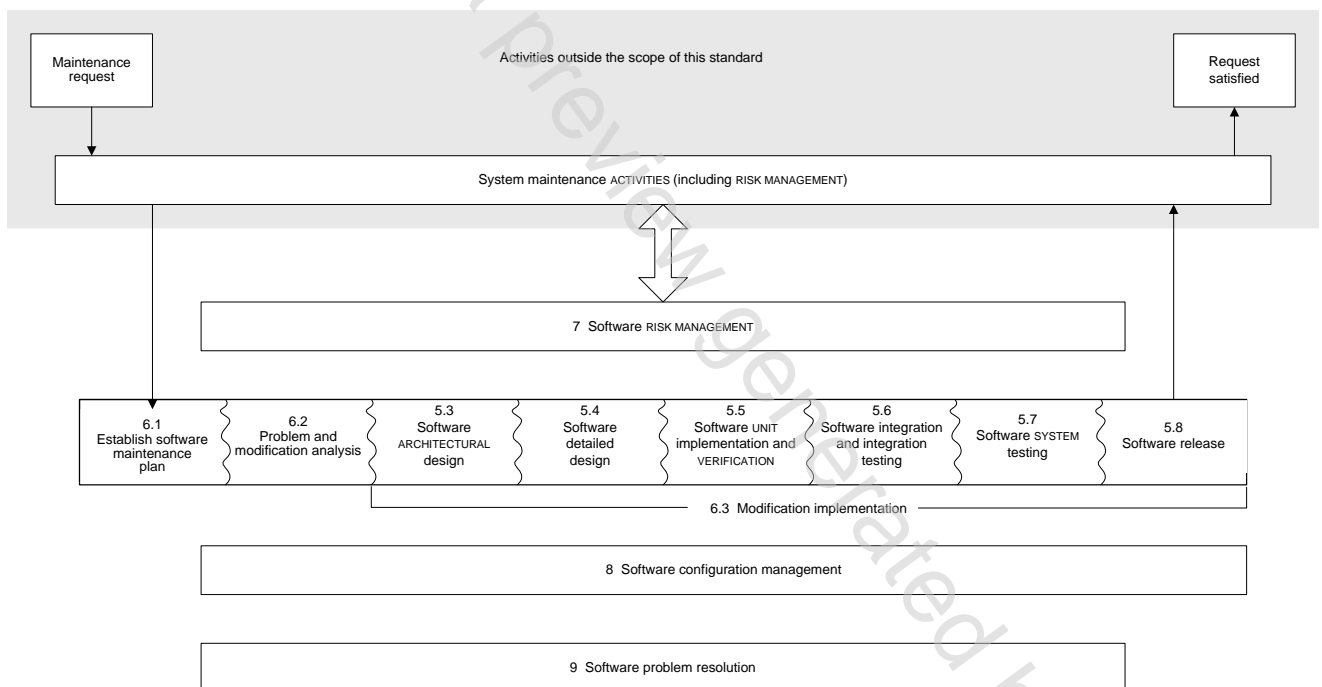 Maintenance
request
Activities outside the scope of this standard
Request
satisfied
System maintenance ACTIVITIES (including RISK MANAGEMENT)
7 Software RISK MANAGEMENT
6.1
Establish software
maintenance
plan
6.2
Problem and
modification analysis
5.3
Software
ARCHITECTURAL
design
5.4
Software
detailed
design
5.5
Software UNIT
implementation and
VERIFICATION
5.6
Software integration
and integration
testing
5.7
Software SYSTEM
testing
5.8
Software release
6.3 Modification implementation
8 Software configuration management
9 Software problem resolution
preview generated